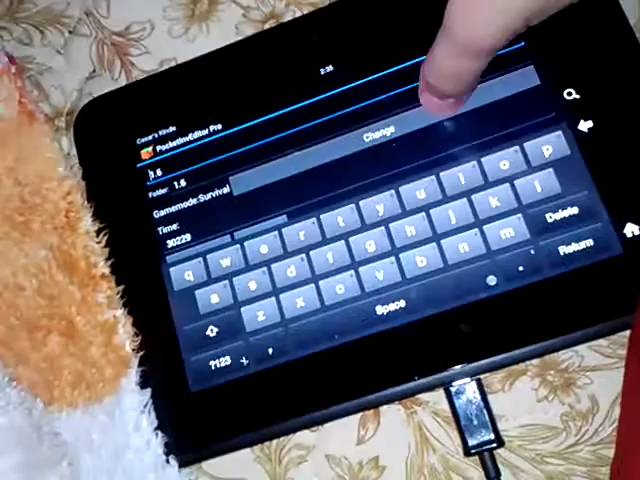 2:35
Caesar's Kindle
PocketInvEditor Pro
1.6
Folder: 1.6
Change
Gamemode:Survival
Time:
30229
q w e r t y u i o p
a s d f g h j k l Delete
z x c v b n m Return
?123 Space